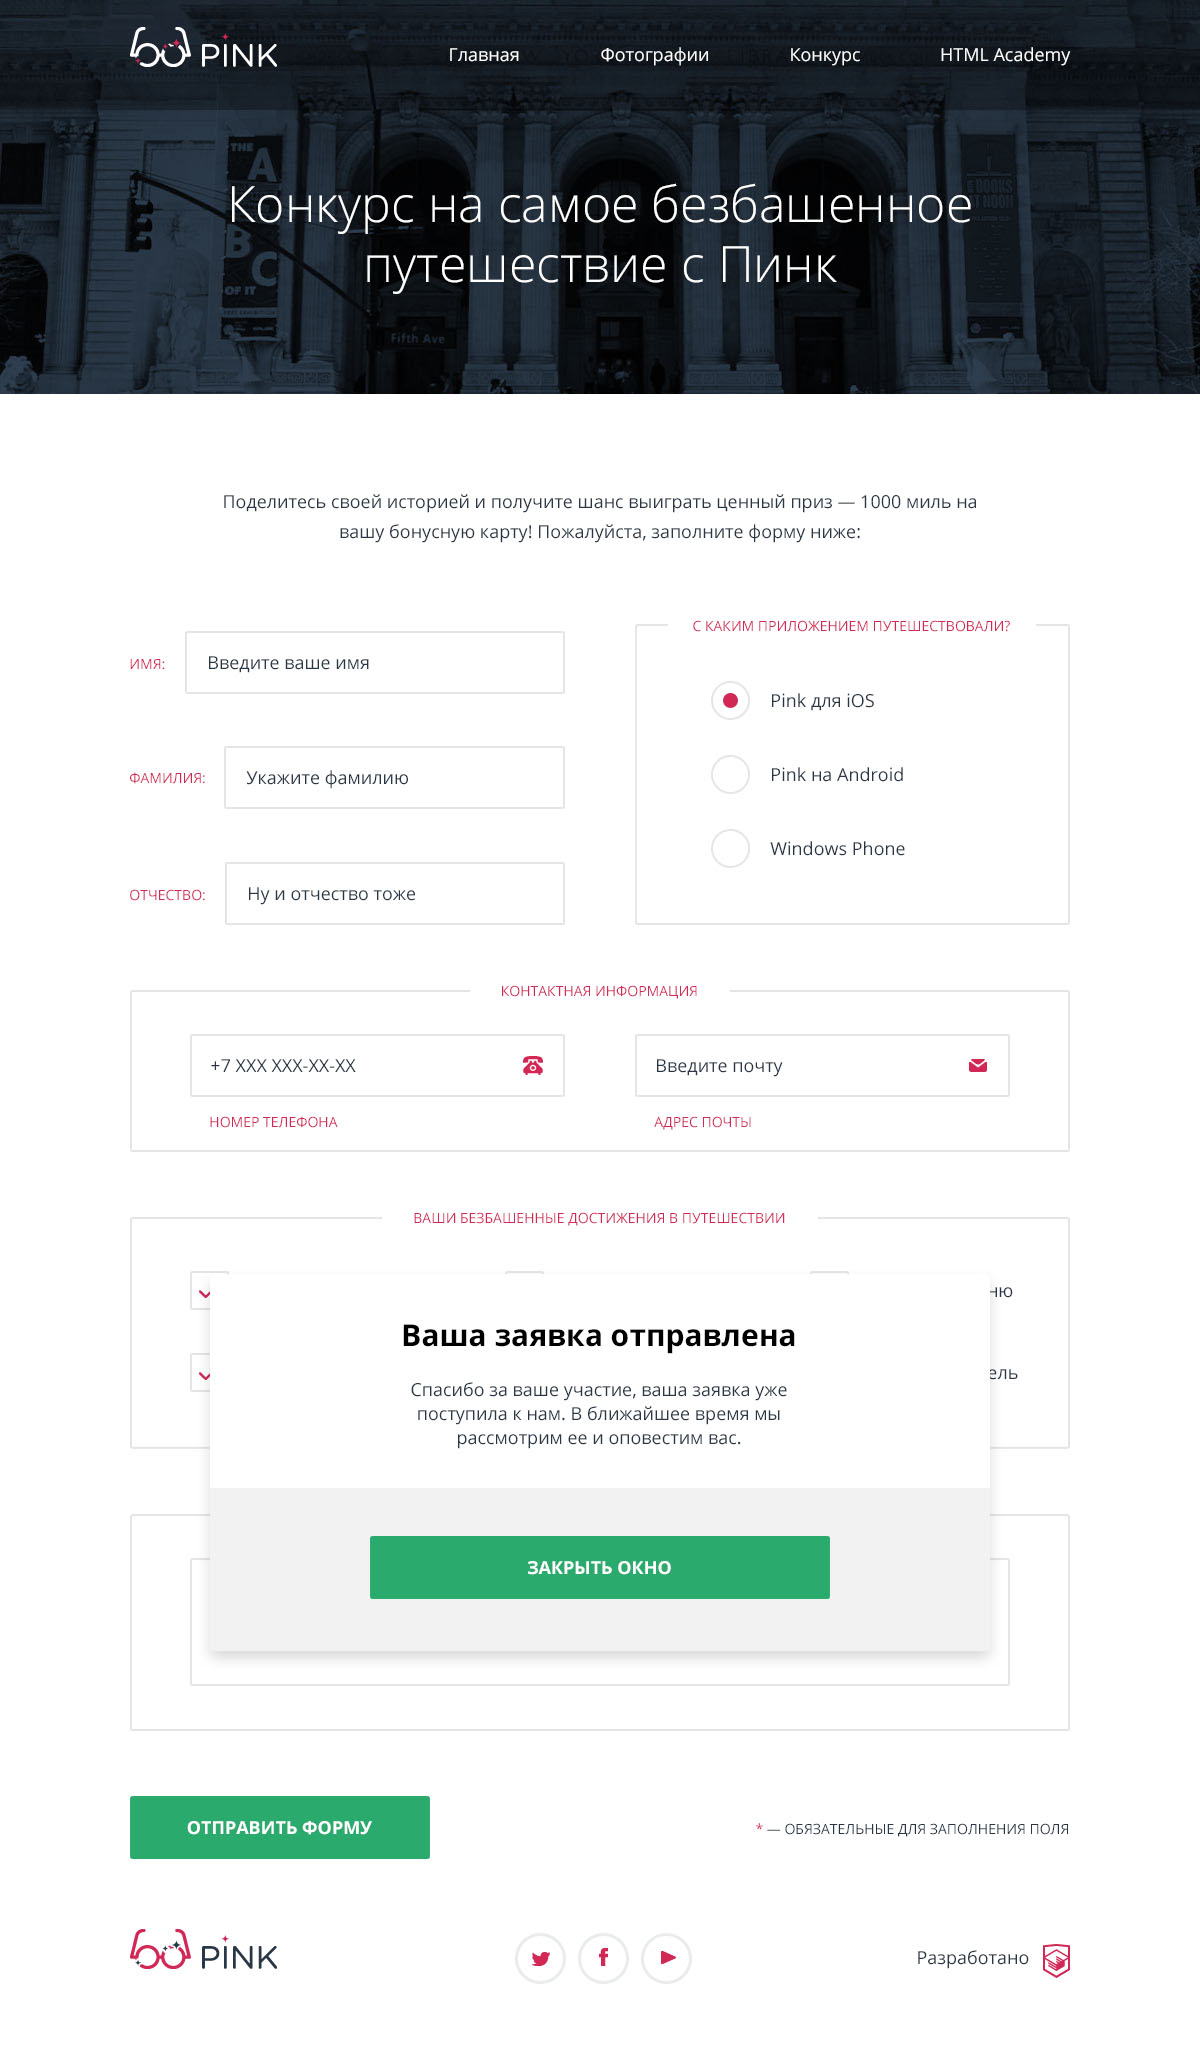 PINK
Главная
Фотографии
Конкурс
HTML Academy
THE
A
B
C
OF IT
Fifth Ave
Конкурс на самое безбашенное
путешествие с Пинк
Поделитесь своей историей и получите шанс выиграть ценный приз — 1000 миль на
вашу бонусную карту! Пожалуйста, заполните форму ниже:
ИМЯ:
Введите ваше имя
ФАМИЛИЯ:
Укажите фамилию
ОТЧЕСТВО:
Ну и отчество тоже
С КАКИМ ПРИЛОЖЕНИЕМ ПУТЕШЕСТВОВАЛИ?
Pink для iOS
Pink на Android
Windows Phone
КОНТАКТНАЯ ИНФОРМАЦИЯ
+7 XXX XXX-XX-XX
НОМЕР ТЕЛЕФОНА
Введите почту
АДРЕС ПОЧТЫ
ВАШИ БЕЗБАШЕННЫЕ ДОСТИЖЕНИЯ В ПУТЕШЕСТВИИ
Ваша заявка отправлена
Спасибо за ваше участие, ваша заявка уже
поступила к нам. В ближайшее время мы
рассмотрим ее и оповестим вас.
ЗАКРЫТЬ ОКНО
ОТПРАВИТЬ ФОРМУ
* — ОБЯЗАТЕЛЬНЫЕ ДЛЯ ЗАПОЛНЕНИЯ ПОЛЯ
PINK
Разработано